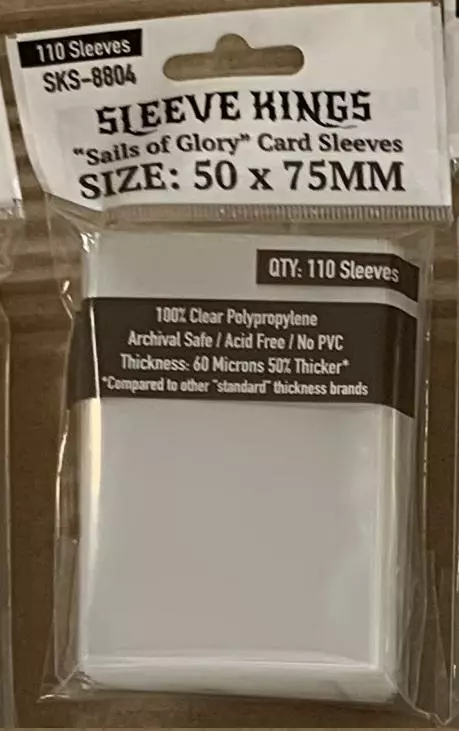 110 Sleeves
SKS-8804
SLEEVE KINGS
"Sails of Glory" Card Sleeves
SIZE: 50 x 75MM
QTY: 110 Sleeves
100% Clear Polypropylene
Archival Safe / Acid Free / No PVC
Thickness: 60 Microns 50% Thicker*
*Compared to other "standard" thickness brands